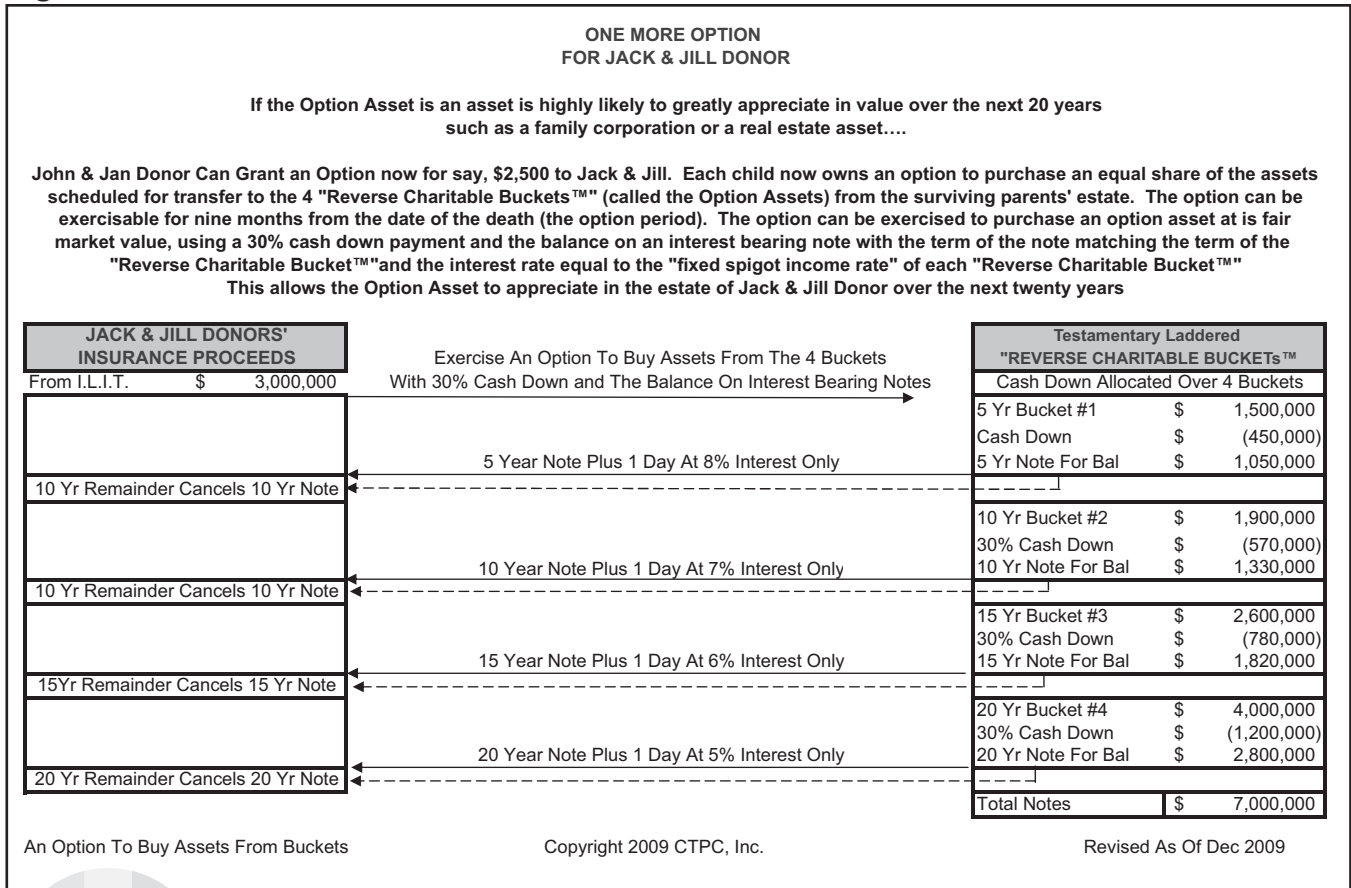 ONE MORE OPTION
FOR JACK & JILL DONOR
If the Option Asset is an asset is highly likely to greatly appreciate in value over the next 20 years
such as a family corporation or a real estate asset….
John & Jan Donor Can Grant an Option now for say, $2,500 to Jack & Jill. Each child now owns an option to purchase an equal share of the assets
scheduled for transfer to the 4 "Reverse Charitable Buckets™" (called the Option Assets) from the surviving parents' estate. The option can be
exercisable for nine months from the date of the death (the option period). The option can be exercised to purchase an option asset at is fair
market value, using a 30% cash down payment and the balance on an interest bearing note with the term of the note matching the term of the
"Reverse Charitable Bucket™"and the interest rate equal to the "fixed spigot income rate" of each "Reverse Charitable Bucket™"
This allows the Option Asset to appreciate in the estate of Jack & Jill Donor over the next twenty years
JACK & JILL DONORS'
INSURANCE PROCEEDS
From I.L.I.T. $ 3,000,000
Exercise An Option To Buy Assets From The 4 Buckets
With 30% Cash Down and The Balance On Interest Bearing Notes
Testamentary Laddered
"REVERSE CHARITABLE BUCKETs™
Cash Down Allocated Over 4 Buckets
5 Yr Bucket #1 $ 1,500,000
Cash Down $ (450,000)
5 Year Note Plus 1 Day At 8% Interest Only
5 Yr Note For Bal $ 1,050,000
10 Yr Remainder Cancels 10 Yr Note
10 Yr Bucket #2 $ 1,900,000
30% Cash Down $ (570,000)
10 Year Note Plus 1 Day At 7% Interest Only
10 Yr Note For Bal $ 1,330,000
10 Yr Remainder Cancels 10 Yr Note
15 Yr Bucket #3 $ 2,600,000
30% Cash Down $ (780,000)
15 Year Note Plus 1 Day At 6% Interest Only
15 Yr Note For Bal $ 1,820,000
15Yr Remainder Cancels 15 Yr Note
20 Yr Bucket #4 $ 4,000,000
30% Cash Down $ (1,200,000)
20 Year Note Plus 1 Day At 5% Interest Only
20 Yr Note For Bal $ 2,800,000
20 Yr Remainder Cancels 20 Yr Note
Total Notes $ 7,000,000
An Option To Buy Assets From Buckets
Copyright 2009 CTPC, Inc.
Revised As Of Dec 2009